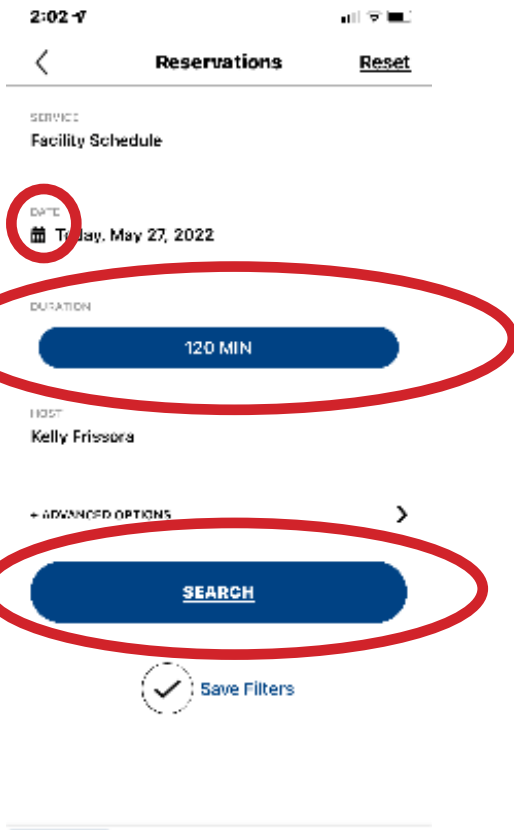 2:02
Reservations Reset
SERVICE
Facility Schedule
DATE
Today, May 27, 2022
DURATION
120 MIN
HOST
Kelly Frissora
+ ADVANCED OPTIONS
SEARCH
Save Filters